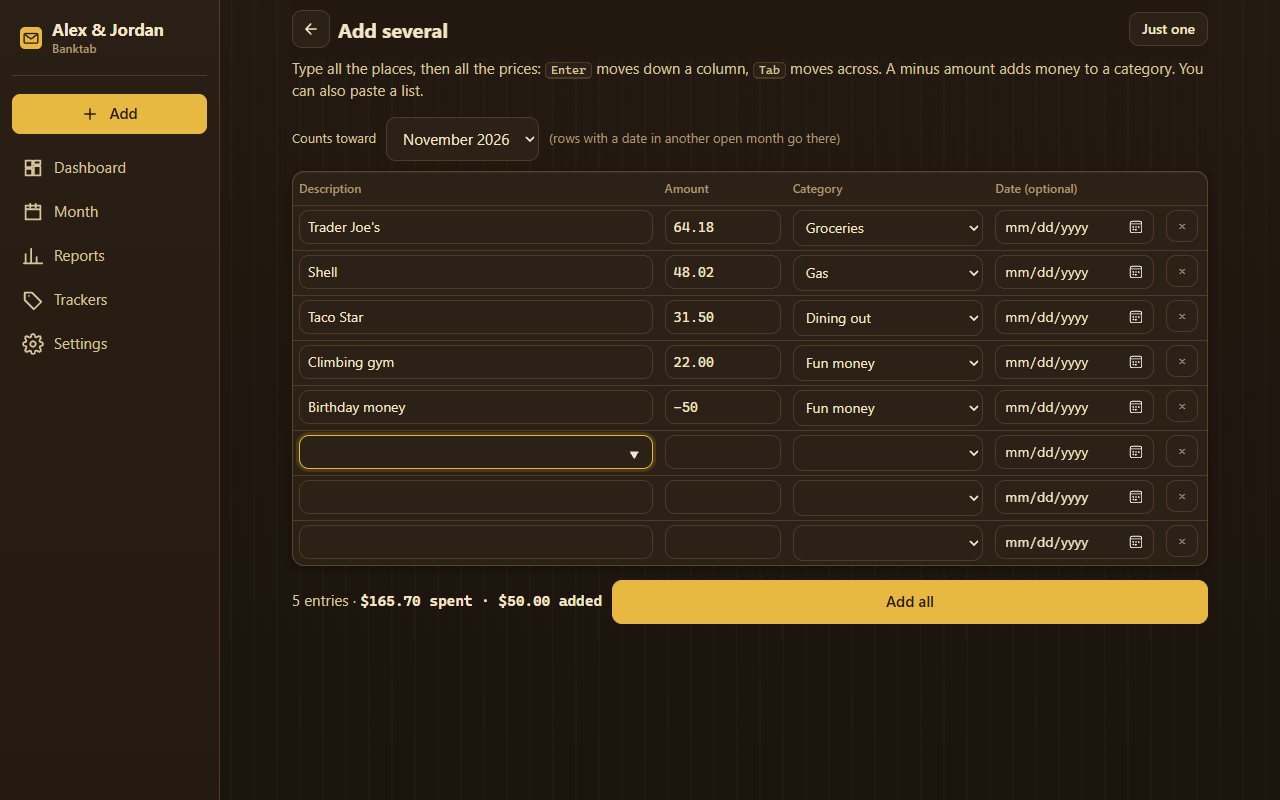 Alex & Jordan
Banktab
Add
Dashboard
Month
Reports
Trackers
Settings
Add several
Just one
Type all the places, then all the prices: Enter moves down a column, Tab moves across. A minus amount adds money to a category. You
can also paste a list.
Counts toward November 2026 (rows with a date in another open month go there)
Description Amount Category Date (optional)
Trader Joe's 64.18 Groceries mm/dd/yyyy ×
Shell 48.02 Gas mm/dd/yyyy ×
Taco Star 31.50 Dining out mm/dd/yyyy ×
Climbing gym 22.00 Fun money mm/dd/yyyy ×
Birthday money −50 Fun money mm/dd/yyyy ×
mm/dd/yyyy ×
mm/dd/yyyy ×
mm/dd/yyyy ×
5 entries · $165.70 spent · $50.00 added Add all